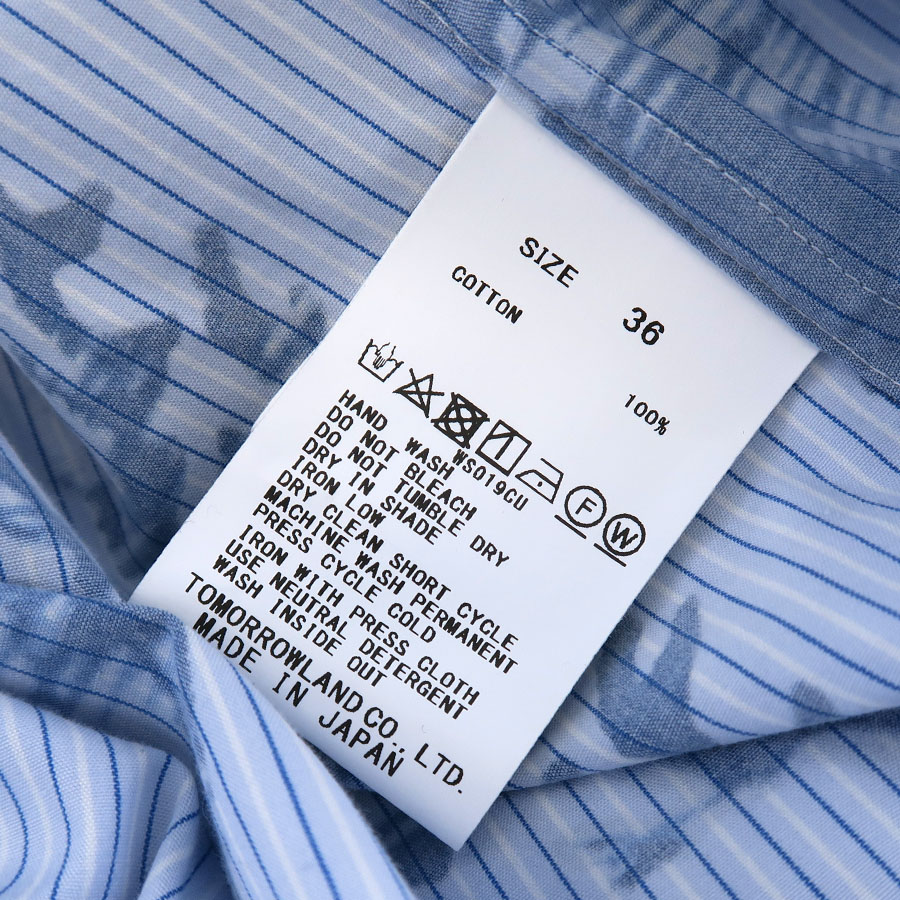 SIZE 36
COTTON 100%
WS019CU
F W
HAND WASH
DO NOT BLEACH
DO NOT TUMBLE DRY
DRY IN SHADE
IRON LOW
DRY CLEAN SHORT CYCLE
MACHINE WASH PERMANENT
PRESS CYCLE COLD
IRON WITH PRESS CLOTH
USE NEUTRAL DETERGENT
WASH INSIDE OUT
TOMORROWLAND CO., LTD.
MADE IN JAPAN